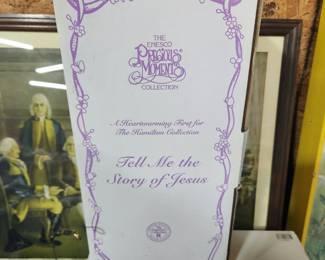 THE
ENESCO
PRECIOUS
MOMENTS
COLLECTION
A Heartwarming First for
The Hamilton Collection
Tell Me the
Story of Jesus